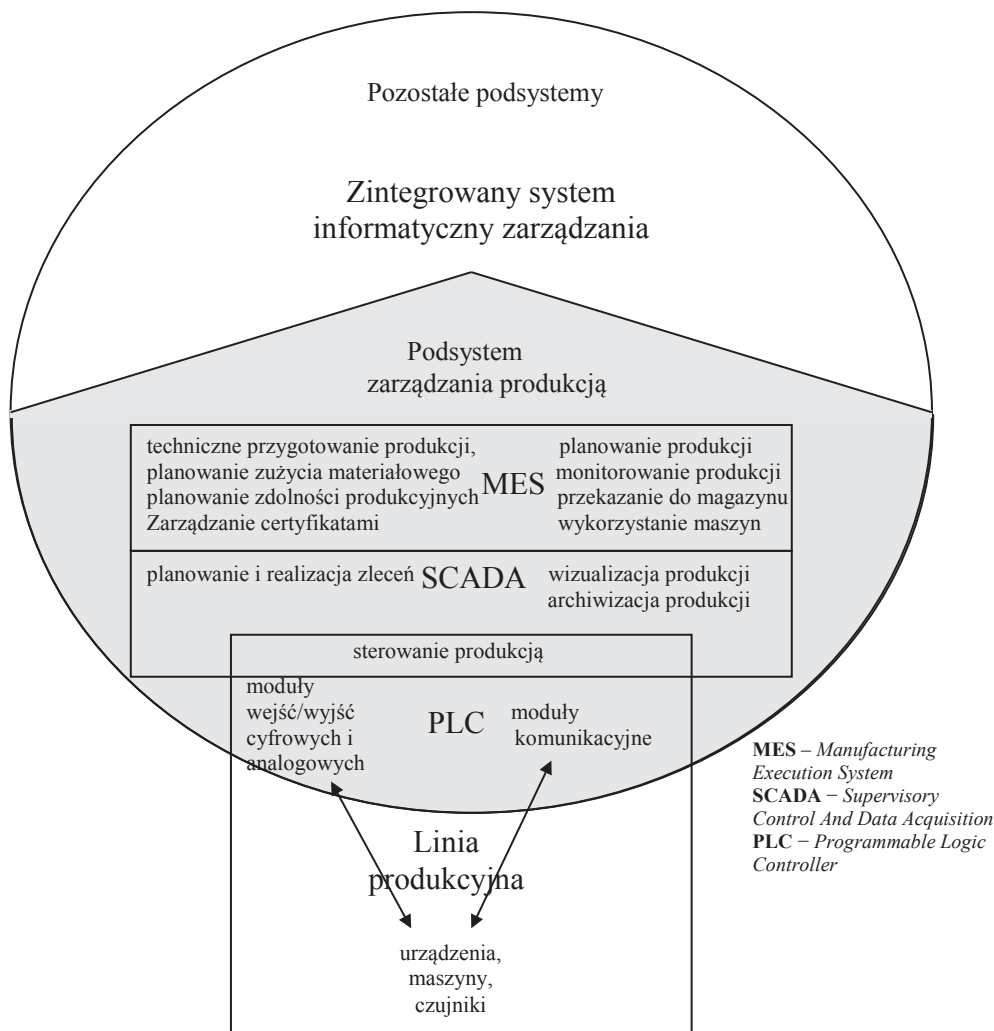 Pozostałe podsystemy
Zintegrowany system
informatyczny zarządzania
Podsystem
zarządzania produkcją
techniczne przygotowanie produkcji,
planowanie zużycia materiałowego
planowanie zdolności produkcyjnych
Zarządzanie certyfikatami
MES
planowanie produkcji
monitorowanie produkcji
przekazanie do magazynu
wykorzystanie maszyn
planowanie i realizacja zleceń
SCADA
wizualizacja produkcji
archiwizacja produkcji
sterowanie produkcją
moduły
wejść/wyjść
cyfrowych i
analogowych
PLC
moduły
komunikacyjne
MES – Manufacturing
Execution System
SCADA − Supervisory
Control And Data Acquisition
PLC − Programmable Logic
Controller
Linia
produkcyjna
urządzenia,
maszyny,
czujniki